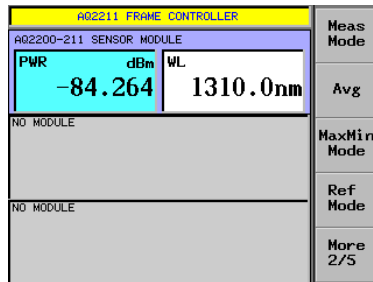 AQ2211 FRAME CONTROLLER
AQ2200-211 SENSOR MODULE
PWR dBm WL
-84.264 1310.0nm
NO MODULE
NO MODULE
Meas
Mode
Avg
MaxMin
Mode
Ref
Mode
More
2/5